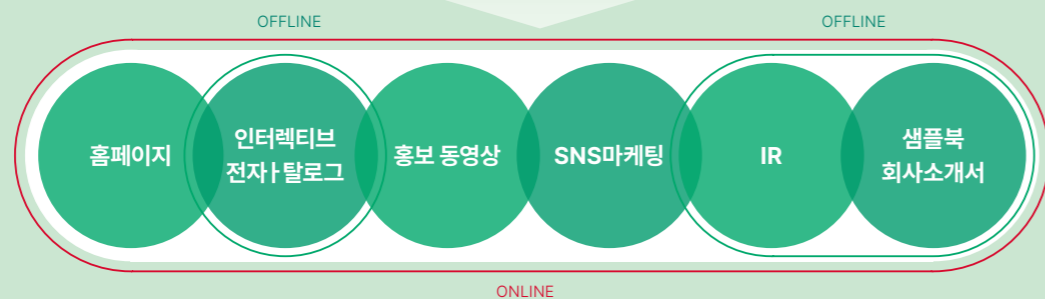 OFFLINE
OFFLINE
홈페이지
인터렉티브
전자ㅏ탈로그
홍보 동영상
SNS마케팅
IR
샘플북
회사소개서
ONLINE